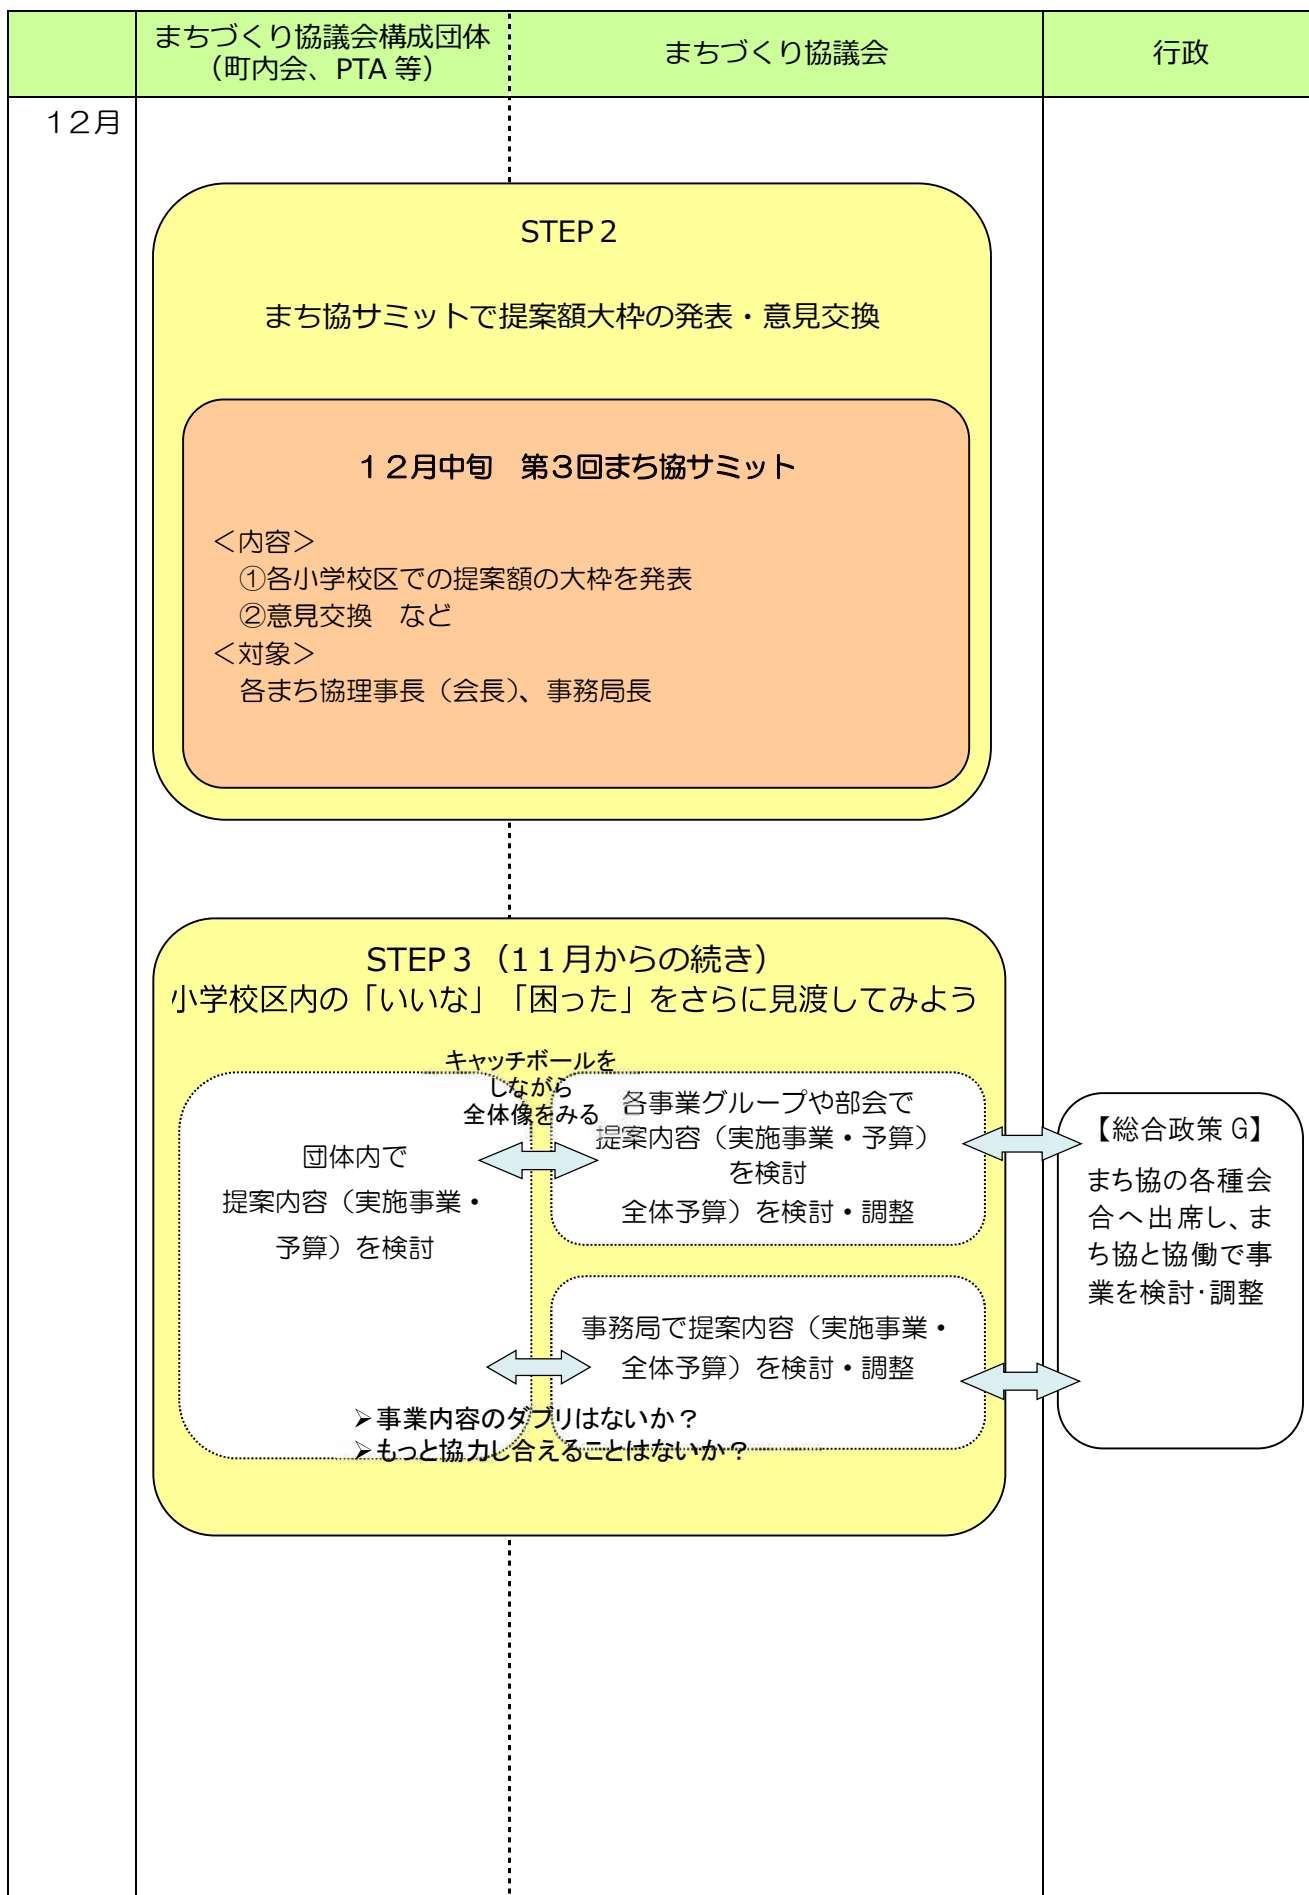 まちづくり協議会構成団体
（町内会、PTA 等）
まちづくり協議会
行政
１２月
STEP２
まち協サミットで提案額大枠の発表・意見交換
１２月中旬　第３回まち協サミット
＜内容＞
①各小学校区での提案額の大枠を発表
②意見交換　など
＜対象＞
各まち協理事長（会長）、事務局長
STEP３（１１月からの続き）
小学校区内の「いいな」「困った」をさらに見渡してみよう
キャッチボールを
しながら
全体像をみる
団体内で
提案内容（実施事業・
予算）を検討
各事業グループや部会で
提案内容（実施事業・予算）
を検討
全体予算）を検討・調整
事務局で提案内容（実施事業・
全体予算）を検討・調整
➢事業内容のダブリはないか？
➢もっと協力し合えることはないか？
【総合政策 G】
まち協の各種会
合へ出席し、ま
ち協と協働で事
業を検討・調整